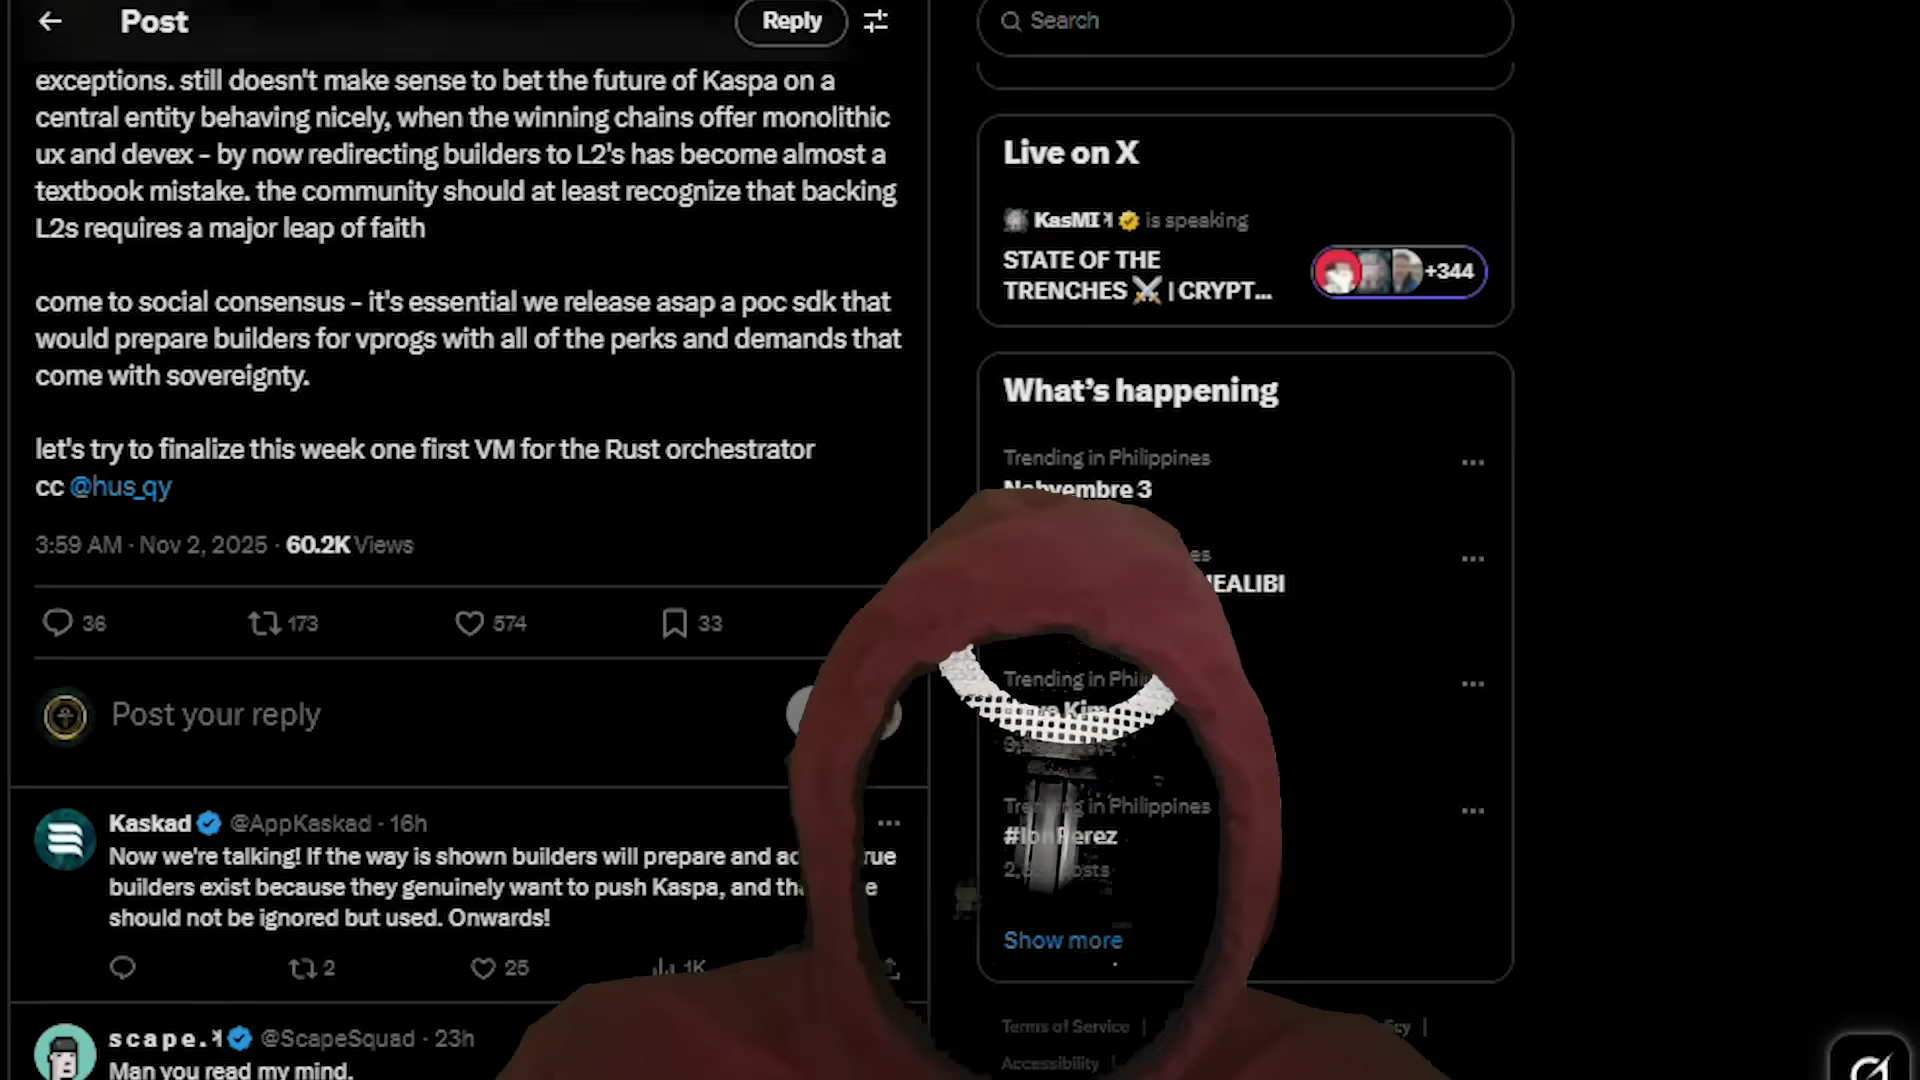 Post
Reply
Search
exceptions. still doesn't make sense to bet the future of Kaspa on a
central entity behaving nicely, when the winning chains offer monolithic
ux and devex – by now redirecting builders to L2's has become almost a
textbook mistake. the community should at least recognize that backing
L2s requires a major leap of faith
come to social consensus – it's essential we release asap a poc sdk that
would prepare builders for vprogs with all of the perks and demands that
come with sovereignty.
let's try to finalize this week one first VM for the Rust orchestrator
cc @hus_qy
3:59 AM · Nov 2, 2025 · 60.2K Views
36 173 574 33
Post your reply
Kaskad @AppKaskad · 16h
Now we're talking! If the way is shown builders will prepare and
builders exist because they genuinely want to push Kaspa, and
should not be ignored but used. Onwards!
2 25 1K
scape. @ScapeSquad · 23h
Man you read my mind.
Live on X
KasMI is speaking
STATE OF THE
TRENCHES | CRYPT...
+344
What's happening
Trending in Philippines
Nobyembre 3
Trending in
Kim
Trending in Philippines
Show more
Terms of Service |
Accessibility |